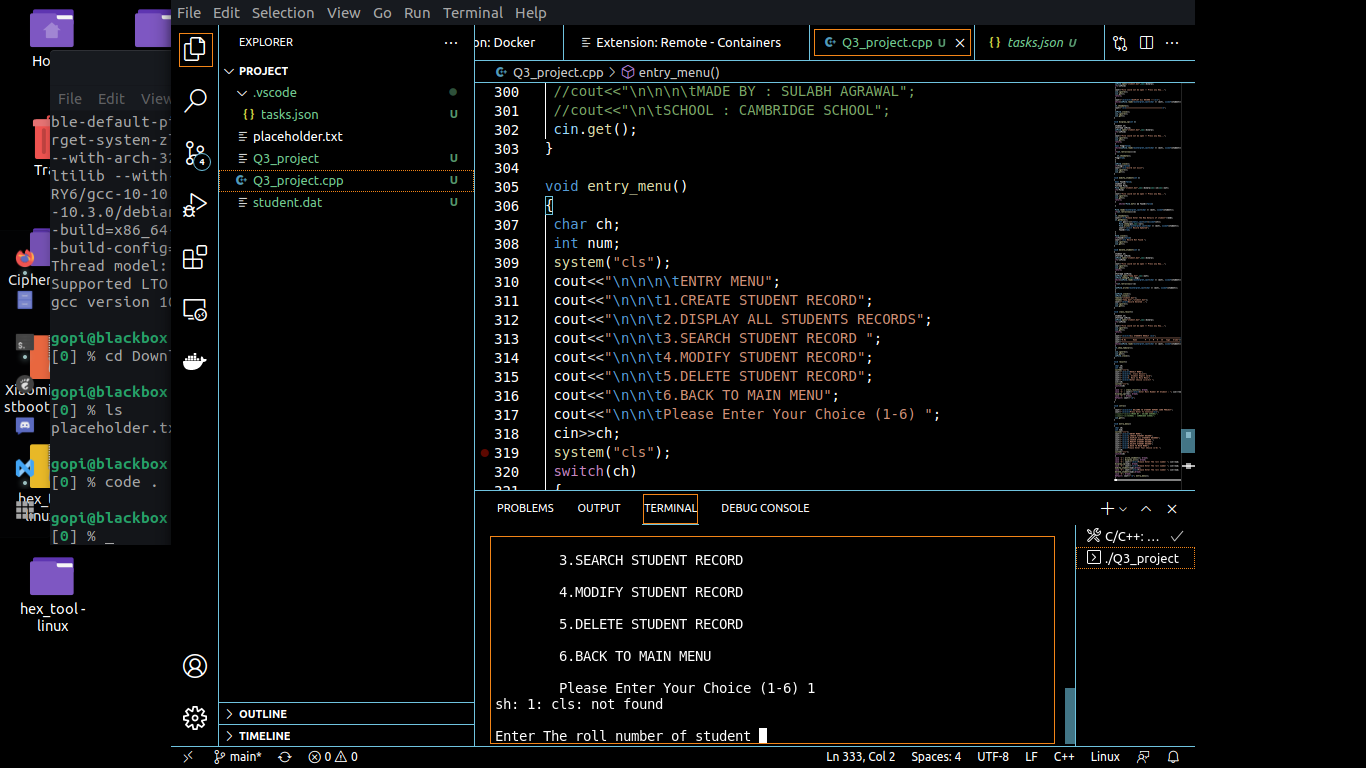 File Edit Selection View Go Run Terminal Help
EXPLORER
on: Docker
Extension: Remote - Containers
Q3_project.cpp U
tasks.json U
PROJECT
.vscode
tasks.json U
placeholder.txt
Q3_project U
Q3_project.cpp U
student.dat U
OUTLINE
TIMELINE
Q3_project.cpp > entry_menu()
300 //cout<<"\n\n\n\tMADE BY : SULABH AGRAWAL";
301 //cout<<"\n\tSCHOOL : CAMBRIDGE SCHOOL";
302 cin.get();
303 }
304
305 void entry_menu()
306 {
307 char ch;
308 int num;
309 system("cls");
310 cout<<"\n\n\n\tENTRY MENU";
311 cout<<"\n\n\t1.CREATE STUDENT RECORD";
312 cout<<"\n\n\t2.DISPLAY ALL STUDENTS RECORDS";
313 cout<<"\n\n\t3.SEARCH STUDENT RECORD ";
314 cout<<"\n\n\t4.MODIFY STUDENT RECORD";
315 cout<<"\n\n\t5.DELETE STUDENT RECORD";
316 cout<<"\n\n\t6.BACK TO MAIN MENU";
317 cout<<"\n\n\tPlease Enter Your Choice (1-6) ";
318 cin>>ch;
319 system("cls");
320 switch(ch)
321 {
PROBLEMS OUTPUT TERMINAL DEBUG CONSOLE
3.SEARCH STUDENT RECORD
4.MODIFY STUDENT RECORD
5.DELETE STUDENT RECORD
6.BACK TO MAIN MENU
Please Enter Your Choice (1-6) 1
sh: 1: cls: not found
Enter The roll number of student
C/C++: ...
./Q3_project
4
main*
0 0
Ln 333, Col 2 Spaces: 4 UTF-8 LF C++ Linux
File Edit View
ble-default-p
rget-system-z
--with-arch-32
ltlib --with-
RY6/gcc-10-10
-10.3.0/debian
-build=x86_64-
-build-config=
Thread model:
Supported LTO
gcc version 10
gopi@blackbox
[0] % cd Down
gopi@blackbox
[0] % ls
placeholder.tx
gopi@blackbox
[0] % code .
gopi@blackbox
[0] % _
Ho
Tr
Cipher
Xiaomi
stboot
hex_
linu
hex_tool-
linux